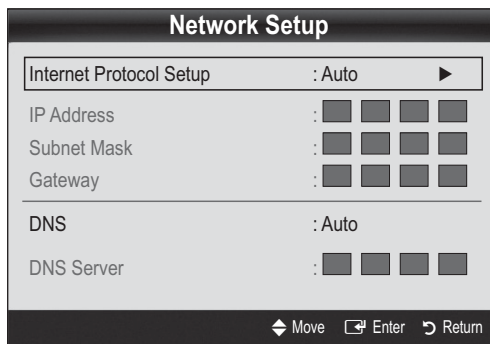 Network Setup
Internet Protocol Setup : Auto ▶
IP Address :
Subnet Mask :
Gateway :
DNS : Auto
DNS Server :
Move Enter Return